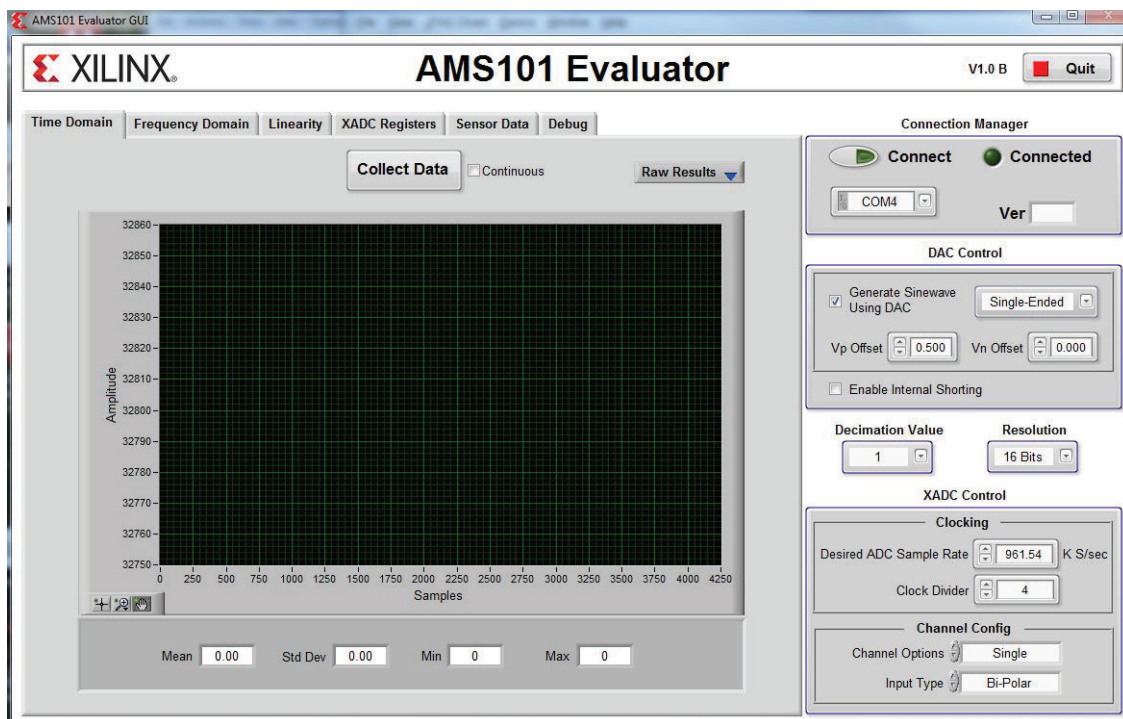 AMS101 Evaluator GUI
XILINX®
AMS101 Evaluator
V1.0 B
Quit
Time Domain Frequency Domain Linearity XADC Registers Sensor Data Debug
Collect Data
Continuous
Raw Results
Amplitude
32860
32850
32840
32830
32820
32810
32800
32790
32780
32770
32760
32750
0 250 500 750 1000 1250 1500 1750 2000 2250 2500 2750 3000 3250 3500 3750 4000 4250
Samples
Mean 0.00 Std Dev 0.00 Min 0 Max 0
Connection Manager
Connect Connected
COM4
Ver
DAC Control
Generate Sinewave
Using DAC
Single-Ended
Vp Offset 0.500 Vn Offset 0.000
Enable Internal Shorting
Decimation Value Resolution
1 16 Bits
XADC Control
Clocking
Desired ADC Sample Rate 961.54 K S/sec
Clock Divider 4
Channel Config
Channel Options Single
Input Type Bi-Polar